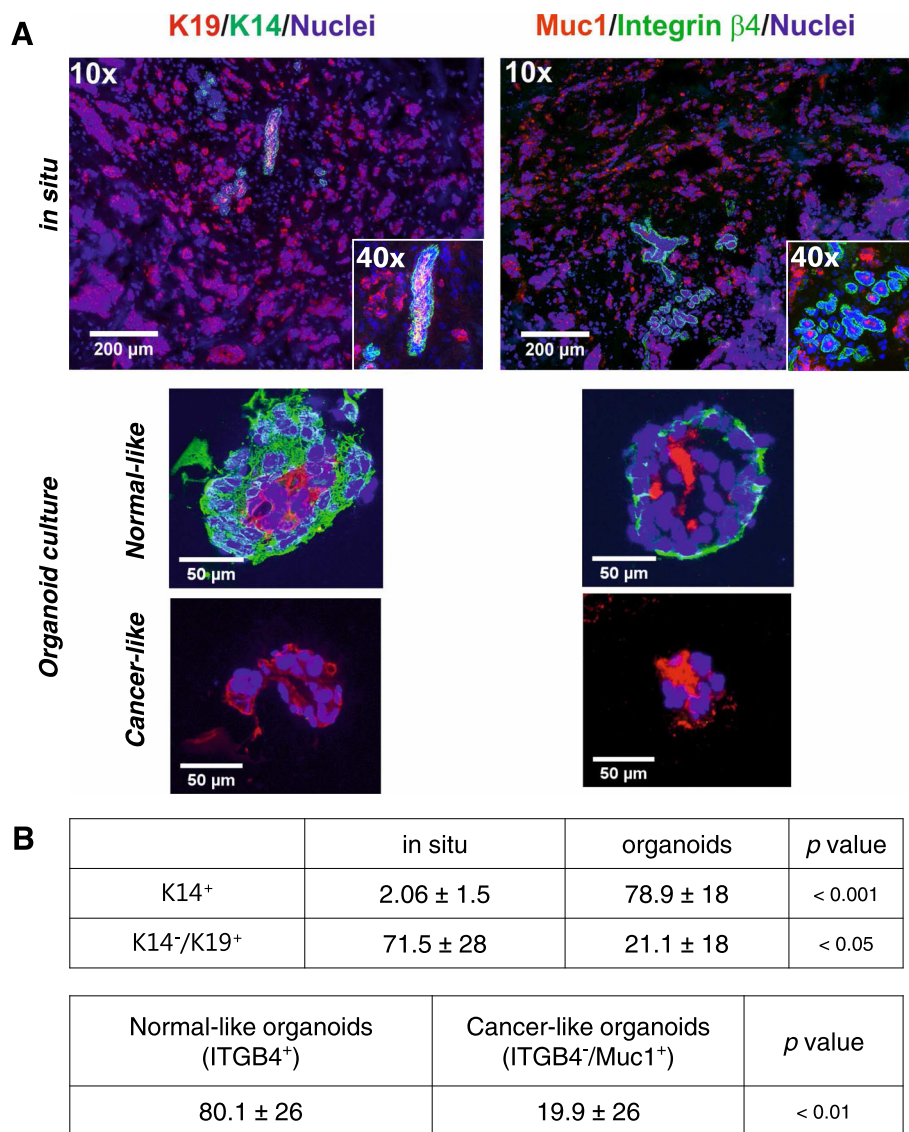 A
K19/K14/Nuclei
Muc1/Integrin β4/Nuclei
in situ
10x
40x
200 µm
10x
40x
200 µm
Organoid culture
Normal-like
50 µm
50 µm
Cancer-like
50 µm
50 µm
B
in situ organoids p value
K14⁺ 2.06 ± 1.5 78.9 ± 18 < 0.001
K14⁻/K19⁺ 71.5 ± 28 21.1 ± 18 < 0.05
Normal-like organoids (ITGB4⁺) Cancer-like organoids (ITGB4⁻/Muc1⁺) p value
80.1 ± 26 19.9 ± 26 < 0.01